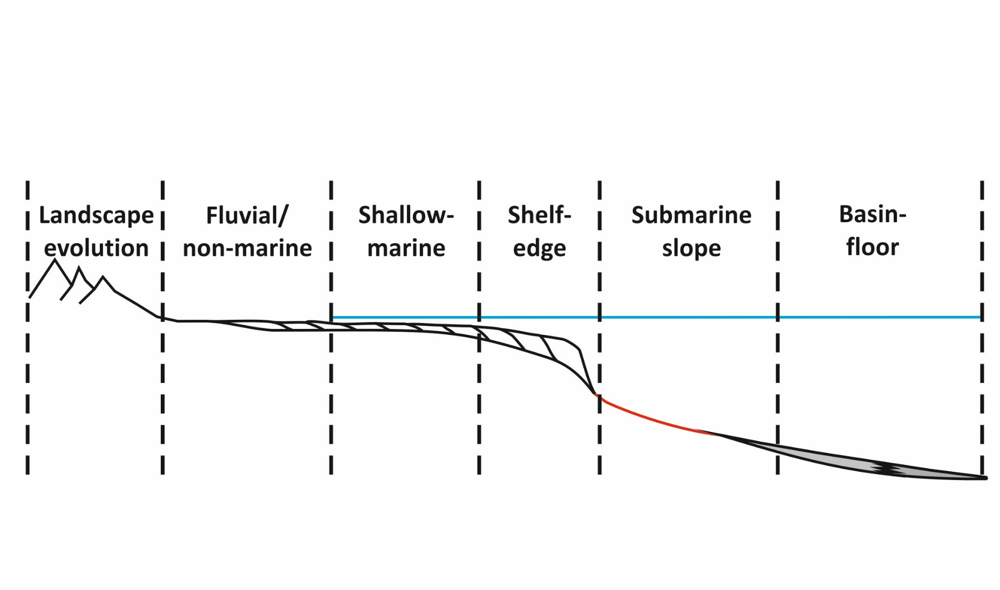 Landscape
evolution
Fluvial/
non-marine
Shallow-
marine
Shelf-
edge
Submarine
slope
Basin-
floor